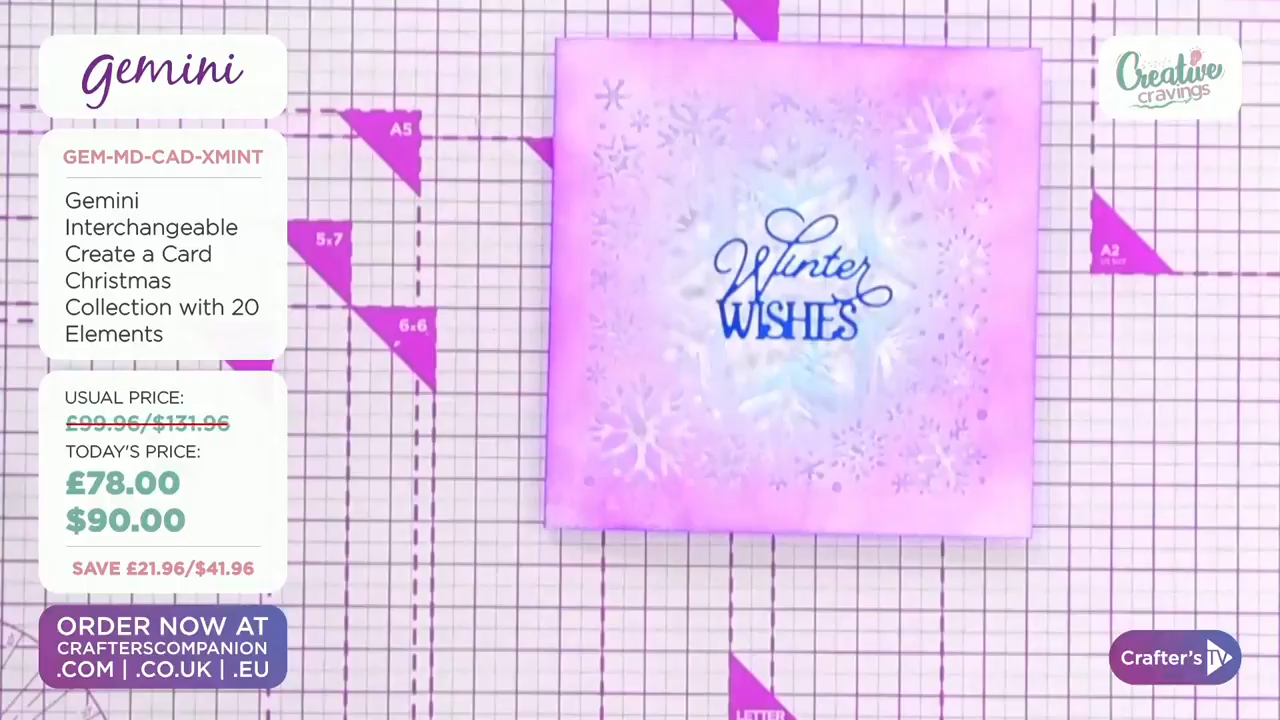 gemini
GEM-MD-CAD-XMINT
Gemini
Interchangeable
Create a Card
Christmas
Collection with 20
Elements
USUAL PRICE:
£99.96/$131.96
TODAY'S PRICE:
£78.00
$90.00
SAVE £21.96/$41.96
ORDER NOW AT
CRAFTERSCOMPANION
.COM | .CO.UK | .EU
A5
5x7
6x6
Winter
WISHES
Creative
cravings
A2
LETTER
Crafter's TV